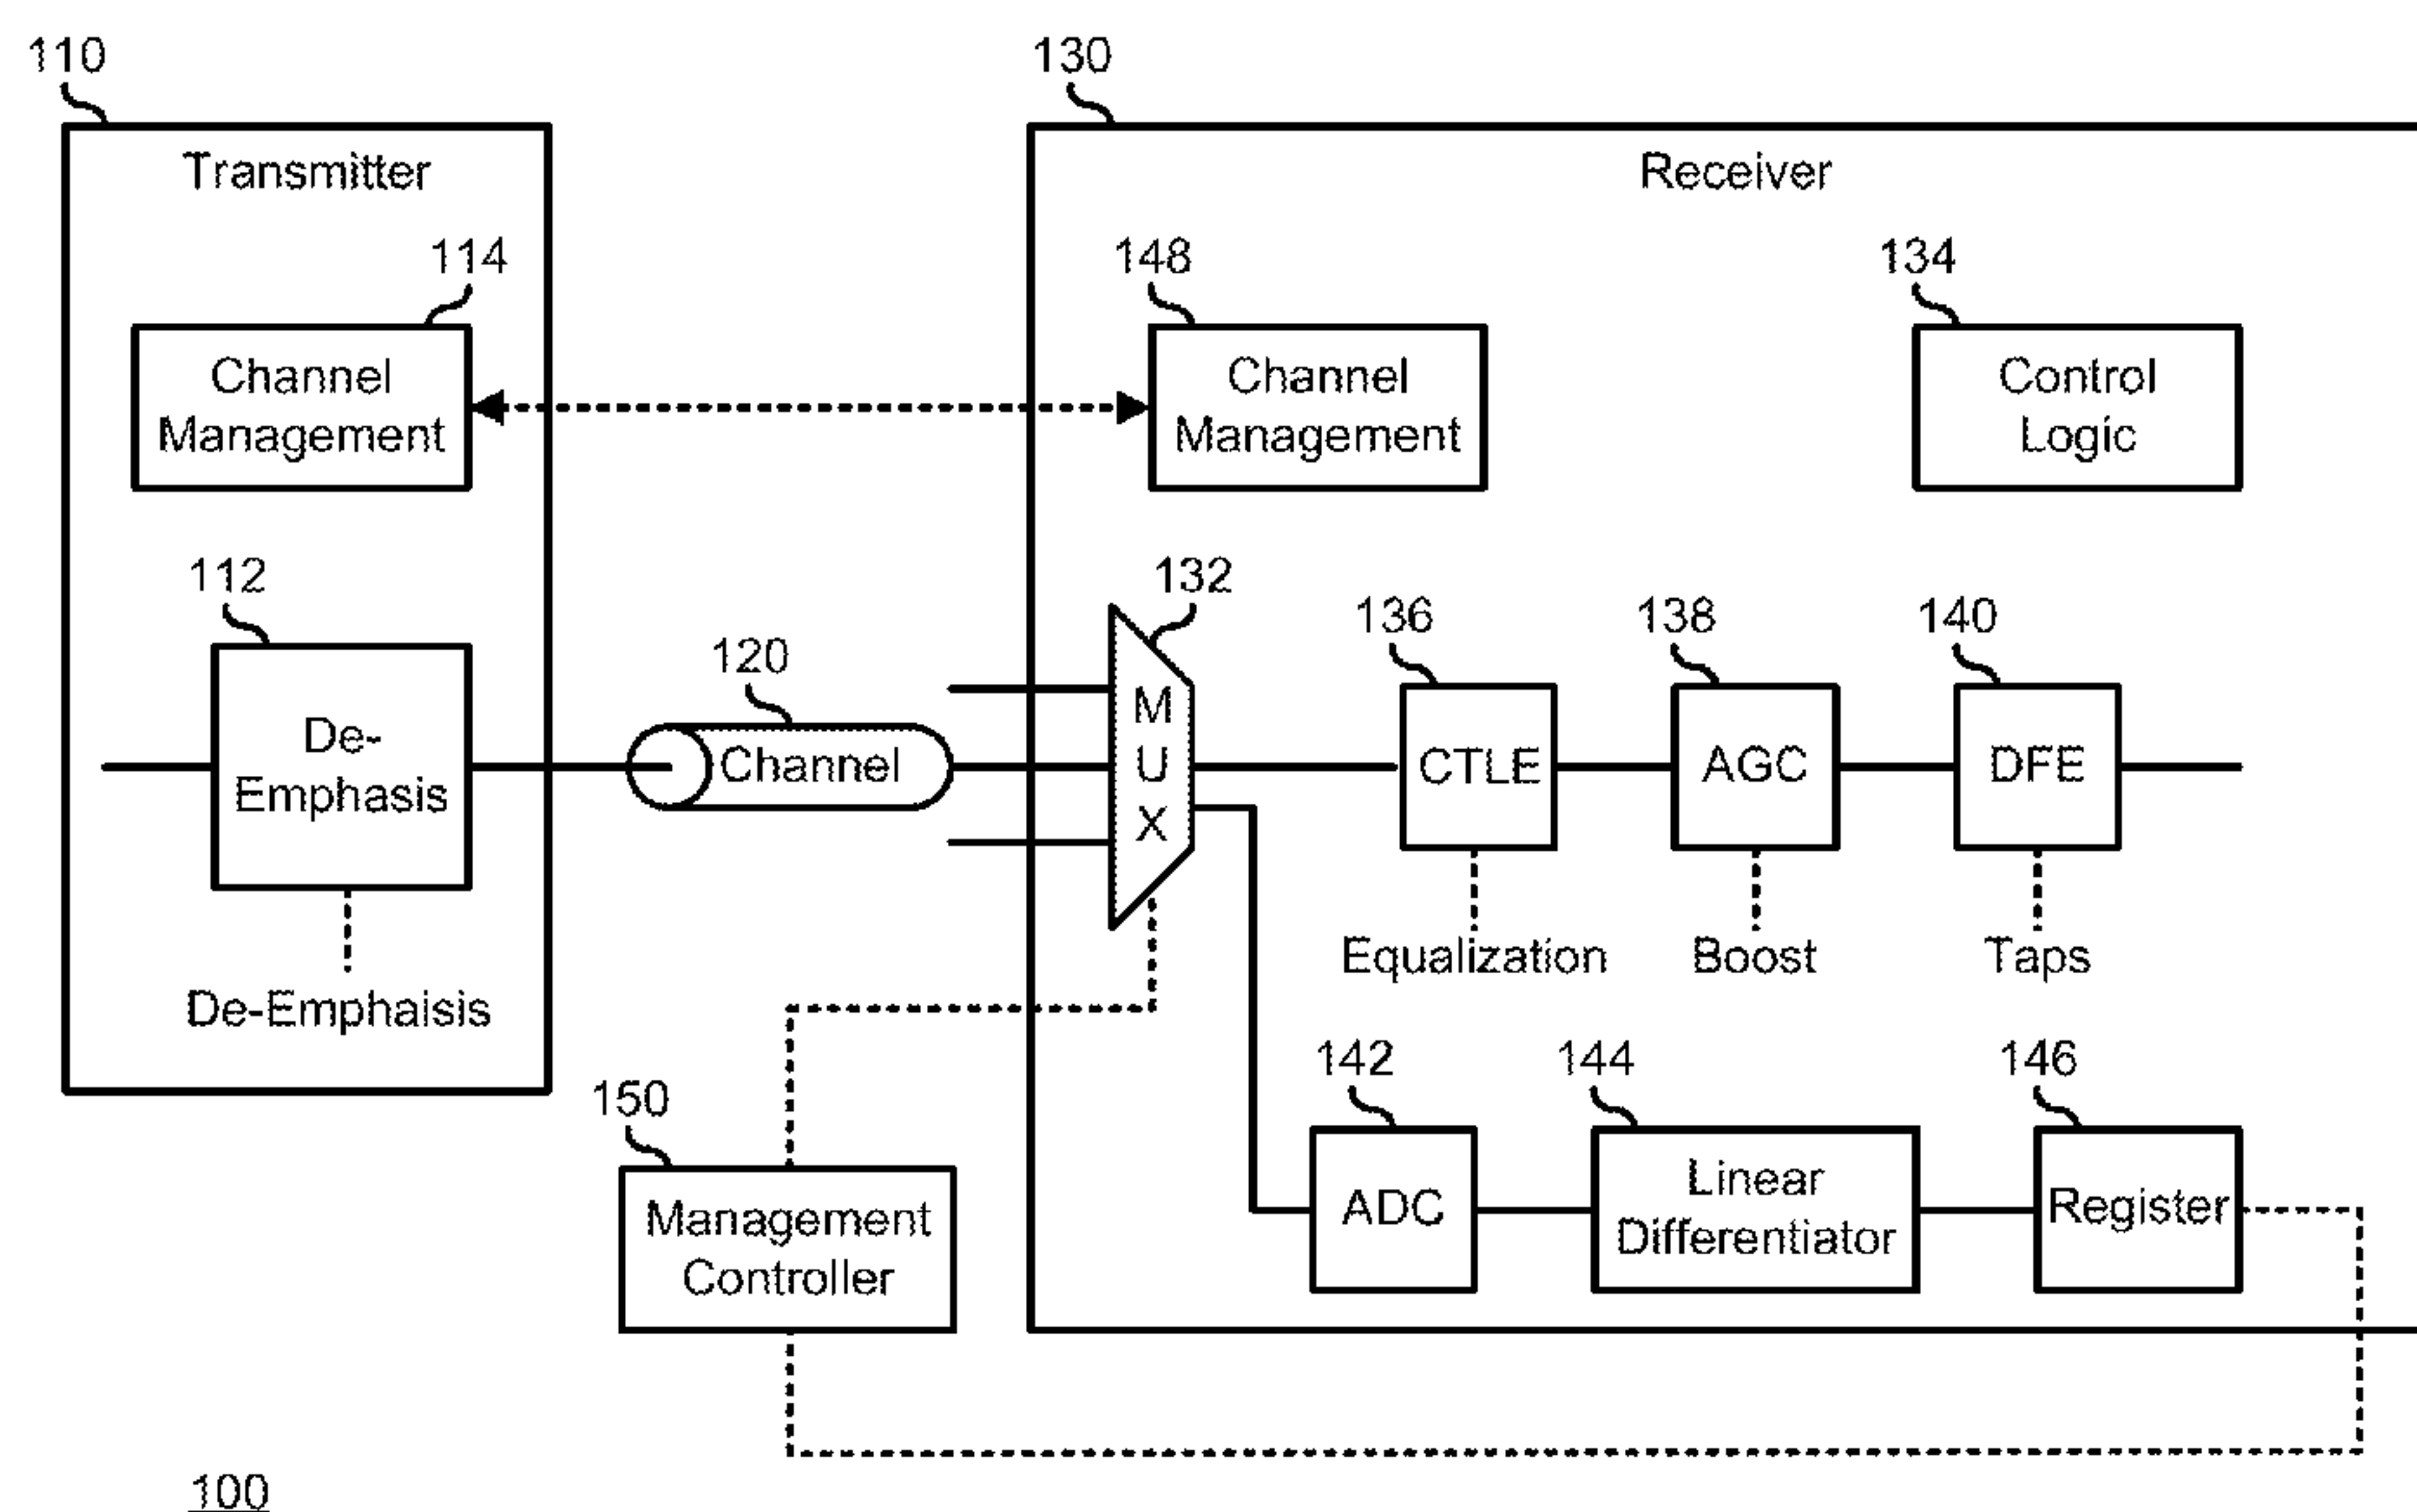 110
130
Transmitter
Receiver
114
148
134
Channel
Management
Channel
Management
Control
Logic
112
132
136
138
140
120
De-
Emphasis
Channel
M
U
X
CTLE
AGC
DFE
Equalization
Boost
Taps
De-Emphaisis
142
144
146
150
Management
Controller
ADC
Linear
Differentiator
Register
100